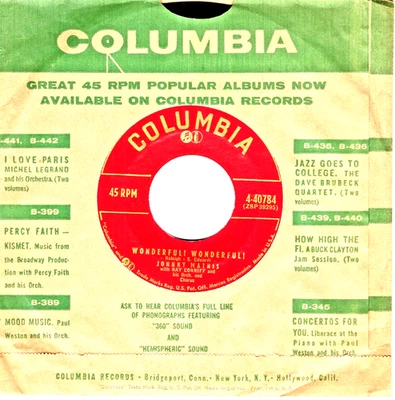 COLUMBIA
GREAT 45 RPM POPULAR ALBUMS NOW
AVAILABLE ON COLUMBIA RECORDS
-441, B-442
I LOVE PARIS
MICHEL LEGRAND
and his Orchestra. (Two
volumes)
B-399
PERCY FAITH —
KISMET. Music from
the Broadway Produc-
tion with Percy Faith
and his Orch.
B-389
MOOD MUSIC. Paul
Weston and his Orch.
COLUMBIA
45 RPM
4-40784
(ZSP 39295)
WONDERFUL! WONDERFUL!
(Raleigh - B. Edwards)
JOHNNY MATHIS
with RAY CONNIFF and
his Orch. and
Chorus
B-435, B-436
JAZZ GOES TO
COLLEGE. THE
DAVE BRUBECK
QUARTET. (Two
volumes)
B-439, B-440
HOW HIGH THE
FI. A BUCK CLAYTON
Jam Session. (Two
volumes)
B-345
CONCERTOS FOR
YOU. Liberace at the
Piano with Paul
Weston and his Orch.
ASK TO HEAR COLUMBIA'S FULL LINE
OF PHONOGRAPHS FEATURING
"360" SOUND
AND
"HEMISPHERIC" SOUND
COLUMBIA RECORDS - Bridgeport, Conn. - New York, N. Y. - Hollywood, Calif.